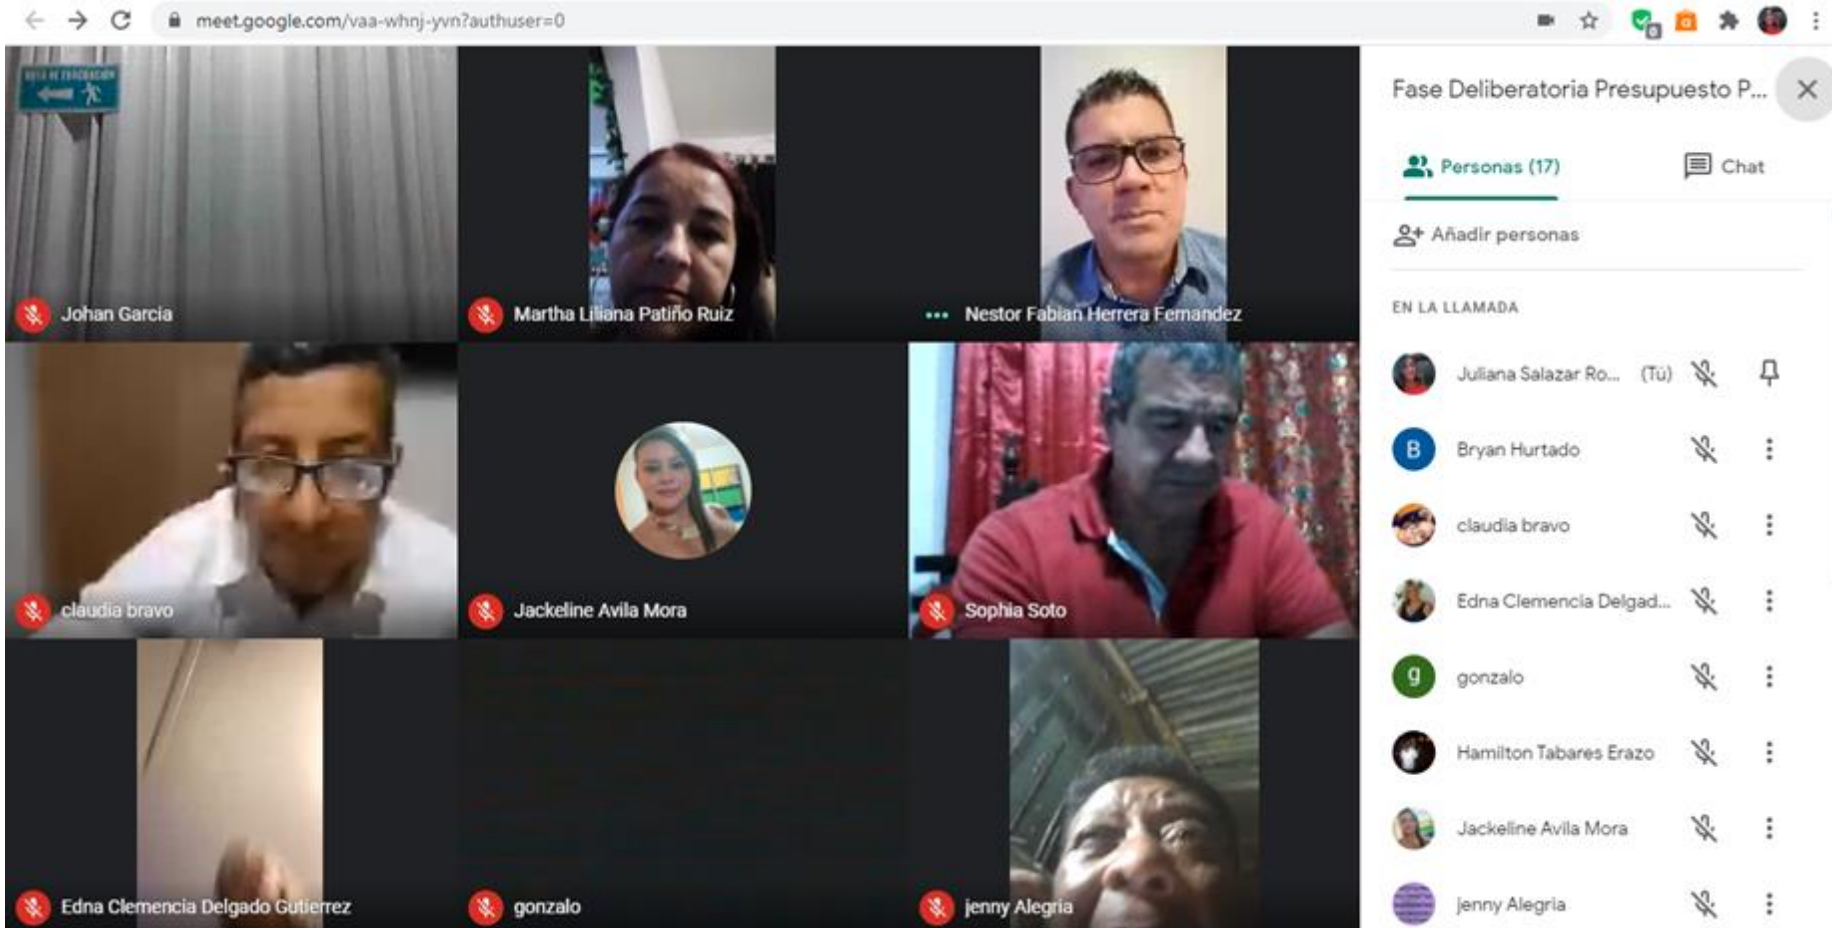 meet.google.com/vaa-whnj-yvn?authuser=0
RUTA DE EVACUACIÓN
Johan Garcia
Martha Liliana Patiño Ruiz
Nestor Fabian Herrera Fernandez
claudia bravo
Jackeline Avila Mora
Sophia Soto
Edna Clemencia Delgado Gutierrez
gonzalo
jenny Alegria
Fase Deliberatoria Presupuesto P...
Personas (17)
Chat
Añadir personas
EN LA LLAMADA
Juliana Salazar Ro... (Tú)
B Bryan Hurtado
claudia bravo
Edna Clemencia Delgad...
g gonzalo
Hamilton Tabares Erazo
Jackeline Avila Mora
jenny Alegria